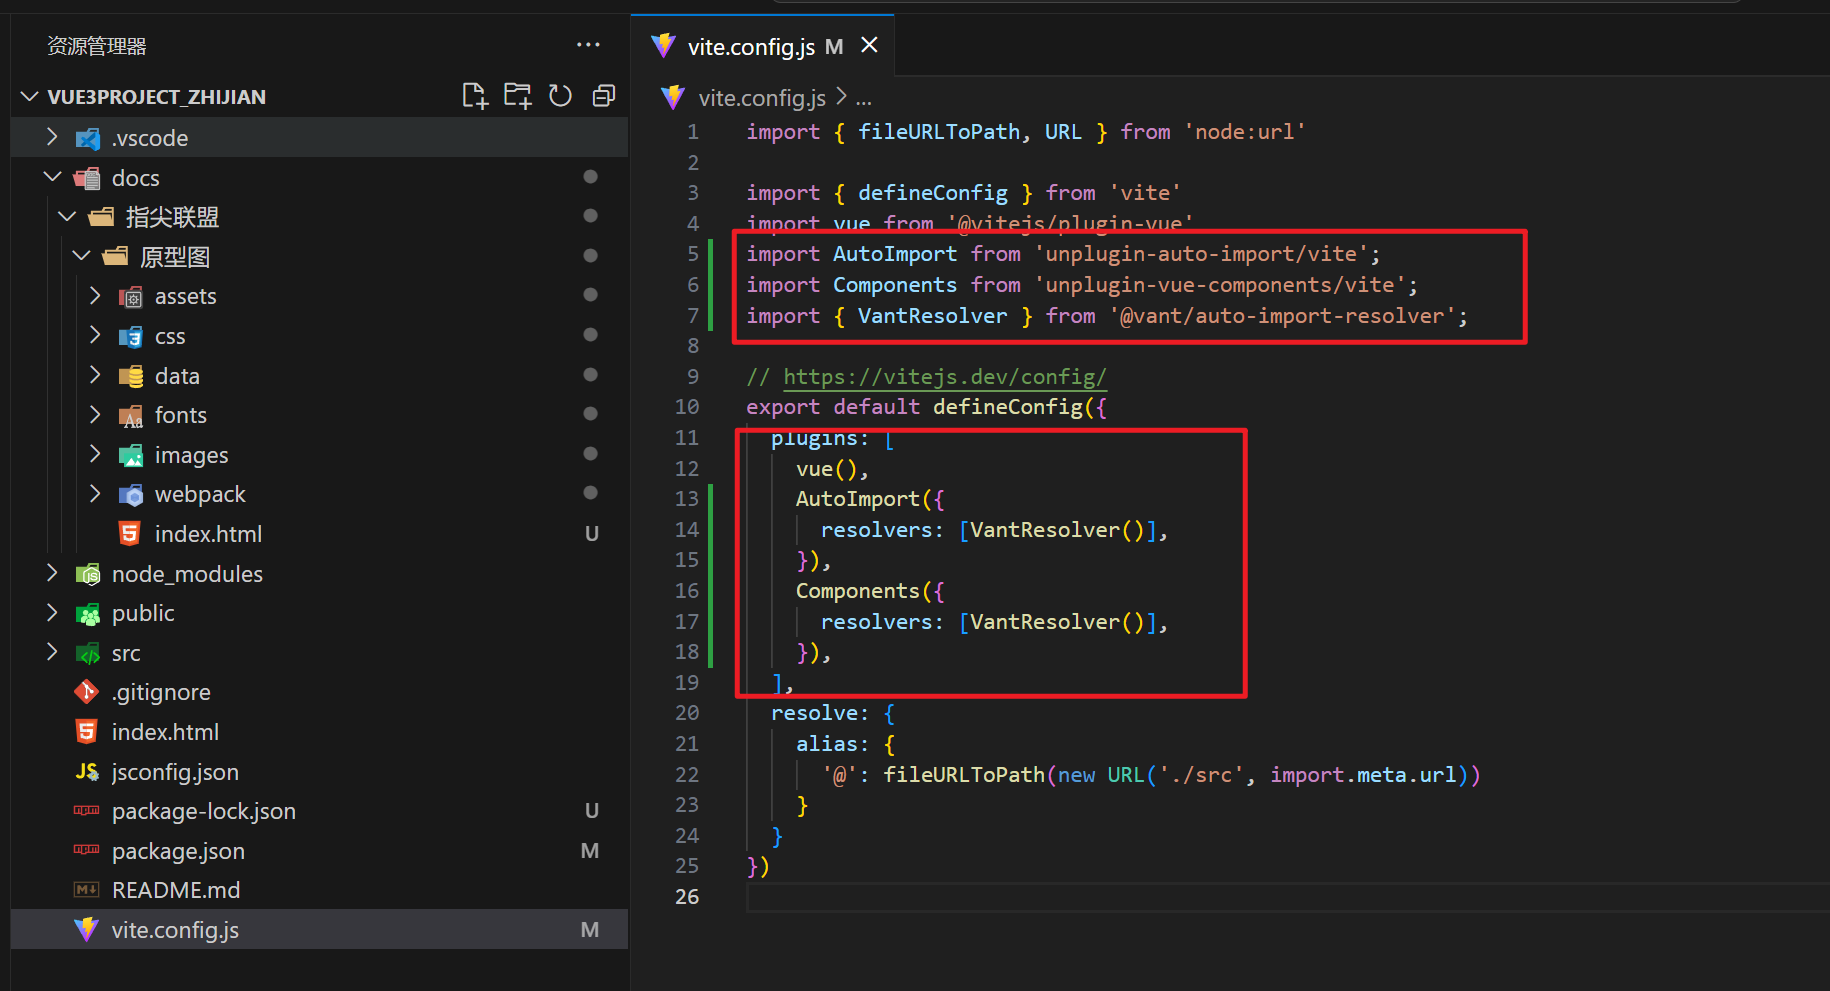 资源管理器
VUE3PROJECT_ZHIJIAN
.vscode
docs
指尖联盟
原型图
assets
css
data
fonts
images
webpack
index.html U
node_modules
public
src
.gitignore
index.html
jsconfig.json
package-lock.json U
package.json M
README.md
vite.config.js M
vite.config.js M
vite.config.js > ...
1 import { fileURLToPath, URL } from 'node:url'
2
3 import { defineConfig } from 'vite'
4 import vue from '@vitejs/plugin-vue'
5 import AutoImport from 'unplugin-auto-import/vite';
6 import Components from 'unplugin-vue-components/vite';
7 import { VantResolver } from '@vant/auto-import-resolver';
8
9 // https://vitejs.dev/config/
10 export default defineConfig({
11 plugins: [
12 vue(),
13 AutoImport({
14 resolvers: [VantResolver()],
15 }),
16 Components({
17 resolvers: [VantResolver()],
18 }),
19 ],
20 resolve: {
21 alias: {
22 '@': fileURLToPath(new URL('./src', import.meta.url))
23 }
24 }
25 })
26